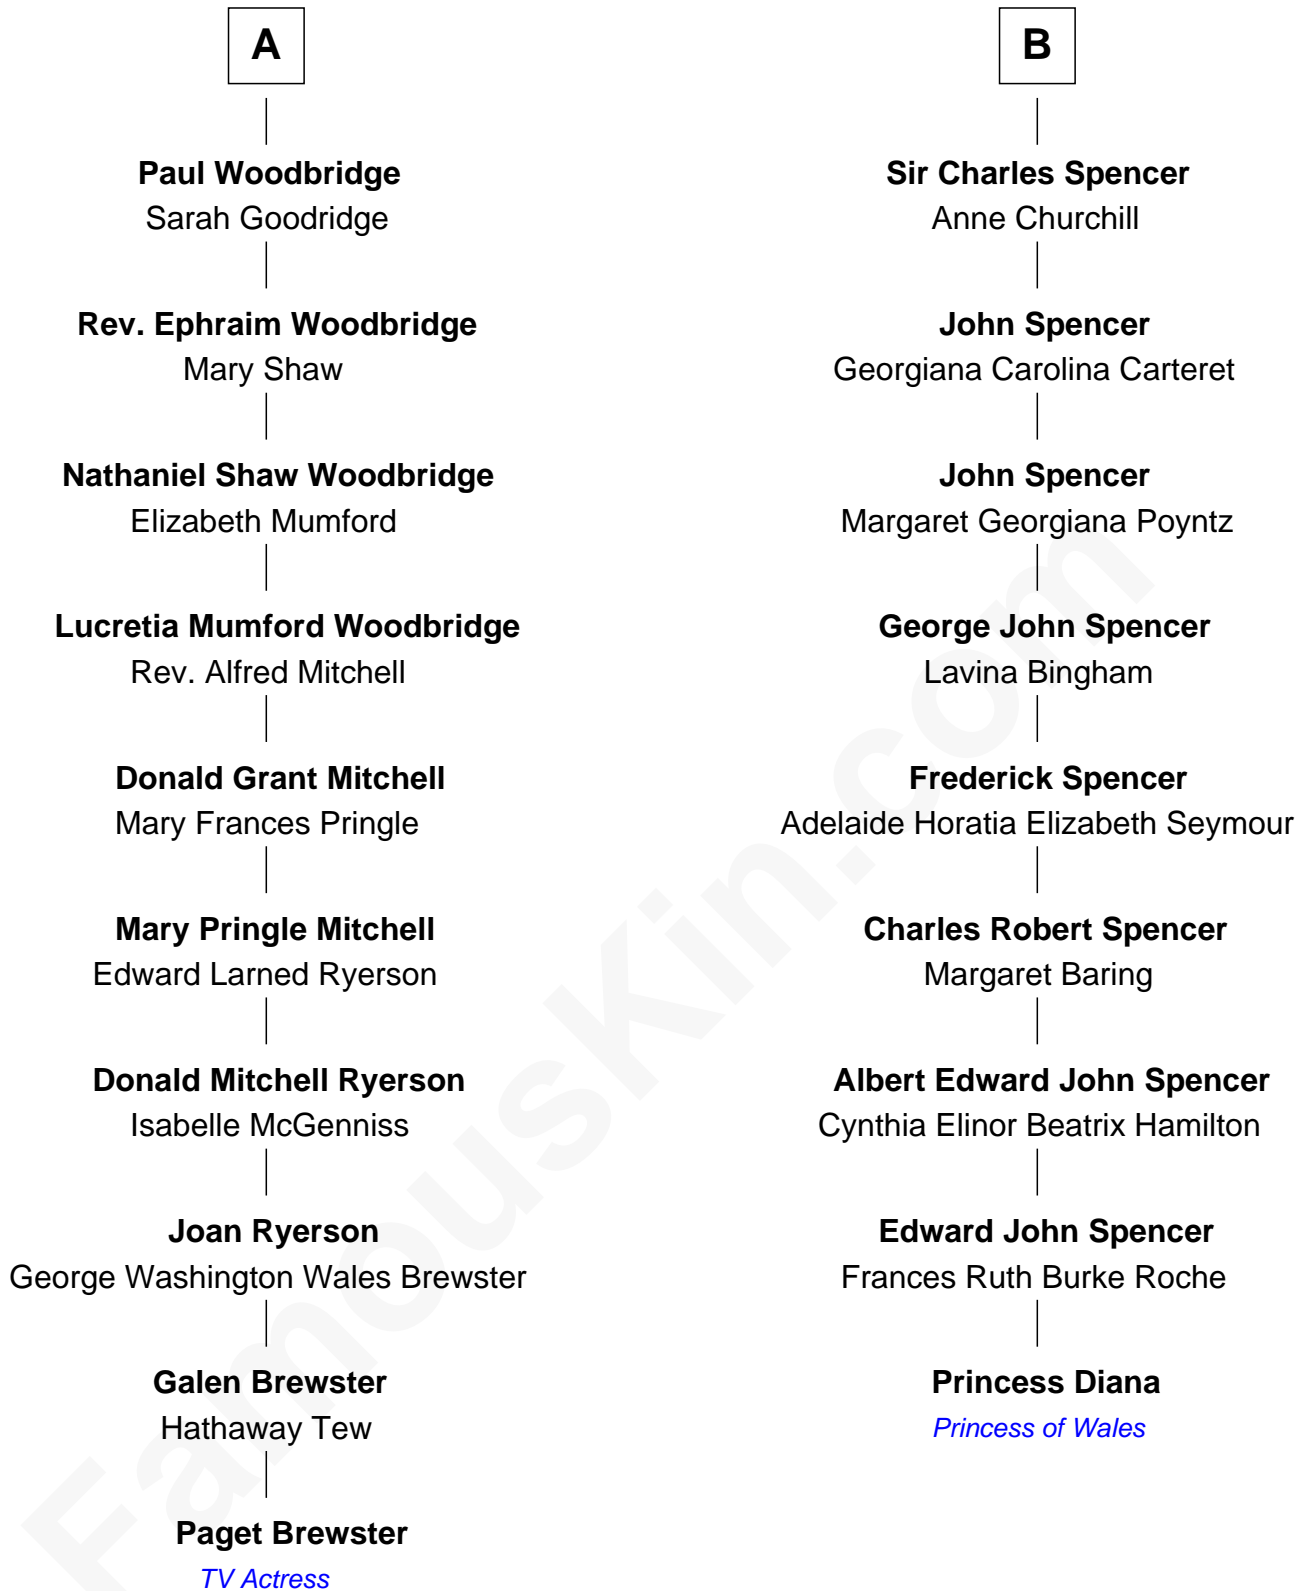 A
Paul Woodbridge
Sarah Goodridge
Rev. Ephraim Woodbridge
Mary Shaw
Nathaniel Shaw Woodbridge
Elizabeth Mumford
Lucretia Mumford Woodbridge
Rev. Alfred Mitchell
Donald Grant Mitchell
Mary Frances Pringle
Mary Pringle Mitchell
Edward Larned Ryerson
Donald Mitchell Ryerson
Isabelle McGenniss
Joan Ryerson
George Washington Wales Brewster
Galen Brewster
Hathaway Tew
Paget Brewster
TV Actress
B
Sir Charles Spencer
Anne Churchill
John Spencer
Georgiana Carolina Carteret
John Spencer
Margaret Georgiana Poyntz
George John Spencer
Lavina Bingham
Frederick Spencer
Adelaide Horatia Elizabeth Seymour
Charles Robert Spencer
Margaret Baring
Albert Edward John Spencer
Cynthia Elinor Beatrix Hamilton
Edward John Spencer
Frances Ruth Burke Roche
Princess Diana
Princess of Wales
FamousKin.com